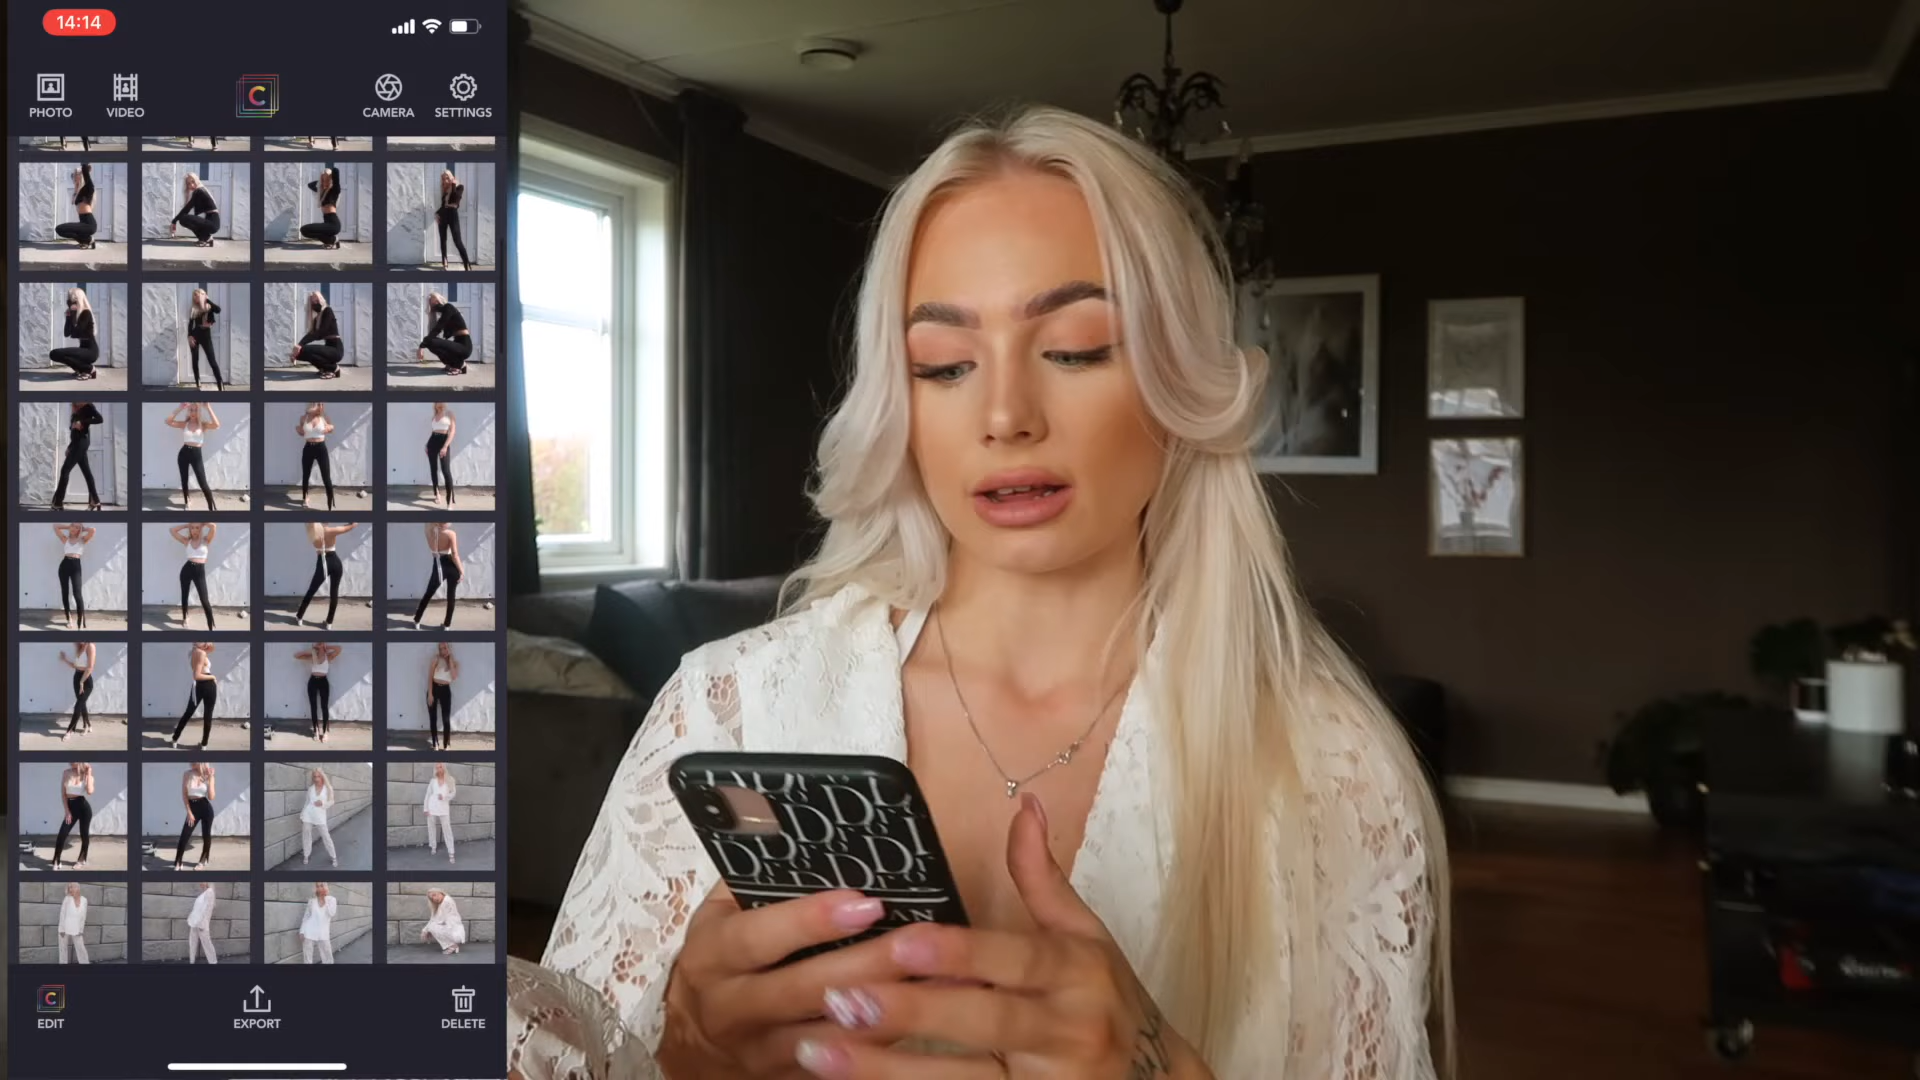 14:14
PHOTO
VIDEO
C
CAMERA
SETTINGS
C
EDIT
EXPORT
DELETE